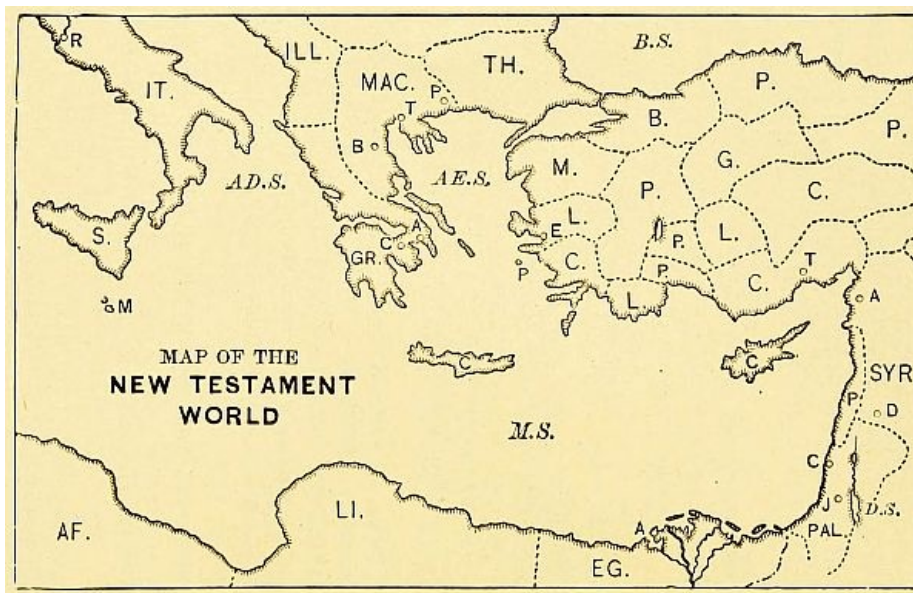 R
IT.
ILL.
MAC.
TH.
B.S.
P.
P
T
B.
P.
B
M.
G.
AD.S.
AE.S.
P.
C.
S.
L.
E
P.
L.
A
C
GR.
P
C.
P.
C.
T
L.
M
A
MAP OF THE
NEW TESTAMENT
WORLD
C
C
SYR
P.
D
M.S.
C
J
D.S.
AF.
LI.
A
PAL.
EG.